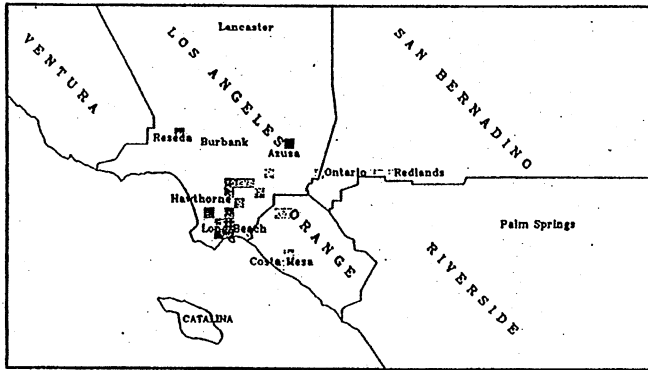 Lancaster
VENTURA
LOS ANGELES
SAN BERNADINO
Reseda
Burbank
Azusa
Ontario
Redlands
Hawthorne
Long Beach
ORANGE
Palm Springs
Costa Mesa
RIVERSIDE
CATALINA